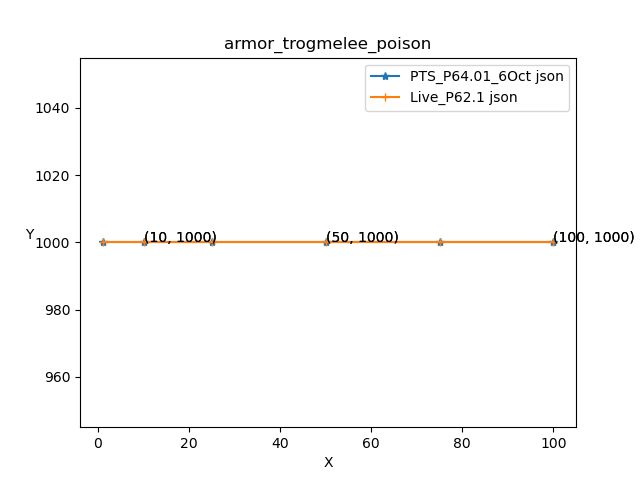 armor_trogmelee_poison
PTS_P64.01_6Oct json
Live_P62.1 json
1040
1020
Y
1000
980
960
(10, 1000)
(50, 1000)
(100, 1000)
0
20
40
60
80
100
X